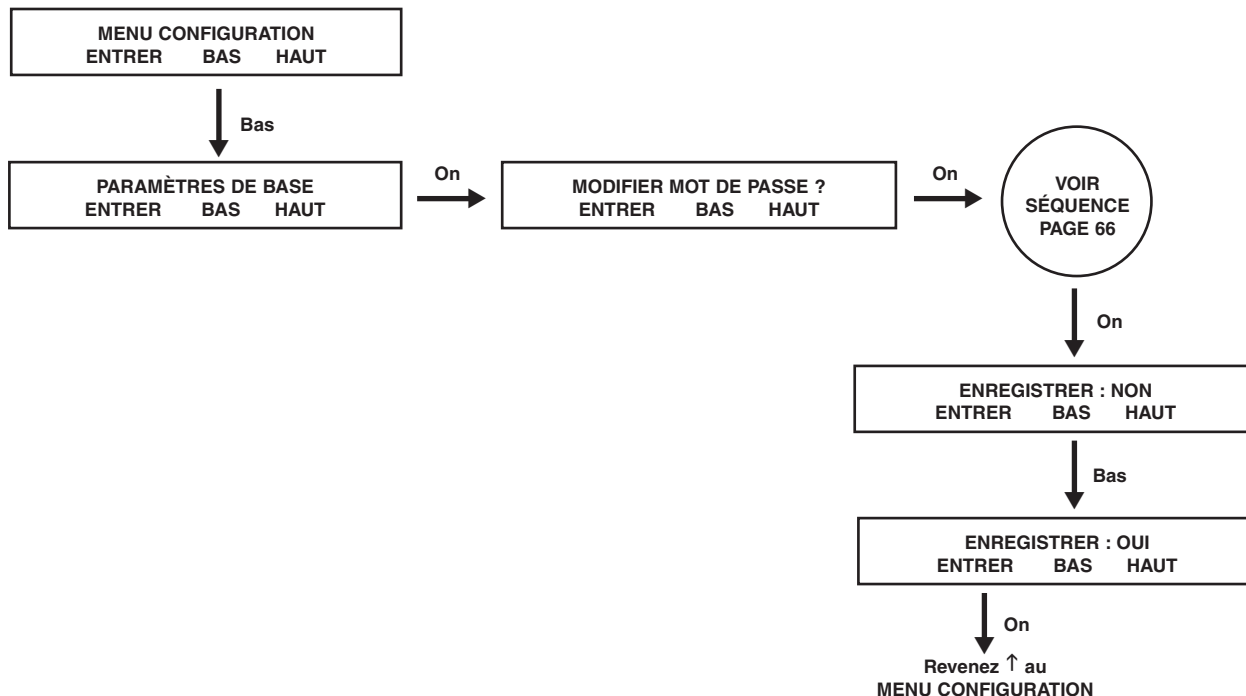 MENU CONFIGURATION
ENTRER BAS HAUT
Bas
PARAMÈTRES DE BASE
ENTRER BAS HAUT
On
MODIFIER MOT DE PASSE ?
ENTRER BAS HAUT
On
VOIR
SÉQUENCE
PAGE 66
On
ENREGISTRER : NON
ENTRER BAS HAUT
Bas
ENREGISTRER : OUI
ENTRER BAS HAUT
On
Revenez ↑ au
MENU CONFIGURATION